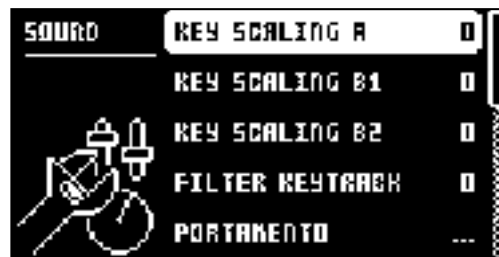 SOUND
KEY SCALING A 0
KEY SCALING B1 0
KEY SCALING B2 0
FILTER KEYTRACK 0
PORTAMENTO ...